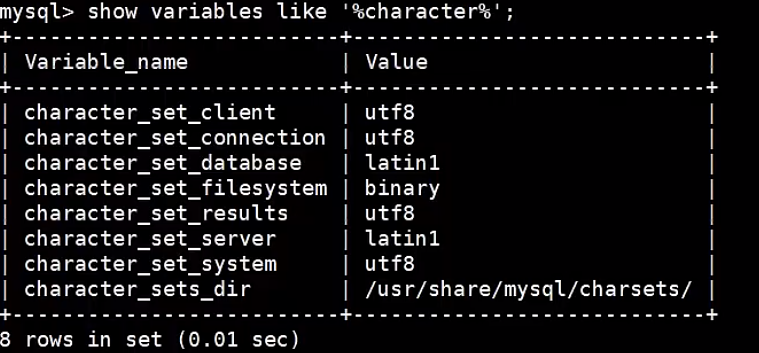 mysql> show variables like '%character%';
+--------------------------+----------------------------+
| Variable_name            | Value                      |
+--------------------------+----------------------------+
| character_set_client     | utf8                       |
| character_set_connection | utf8                       |
| character_set_database   | latin1                     |
| character_set_filesystem | binary                     |
| character_set_results    | utf8                       |
| character_set_server     | latin1                     |
| character_set_system     | utf8                       |
| character_sets_dir       | /usr/share/mysql/charsets/ |
+--------------------------+----------------------------+
8 rows in set (0.01 sec)